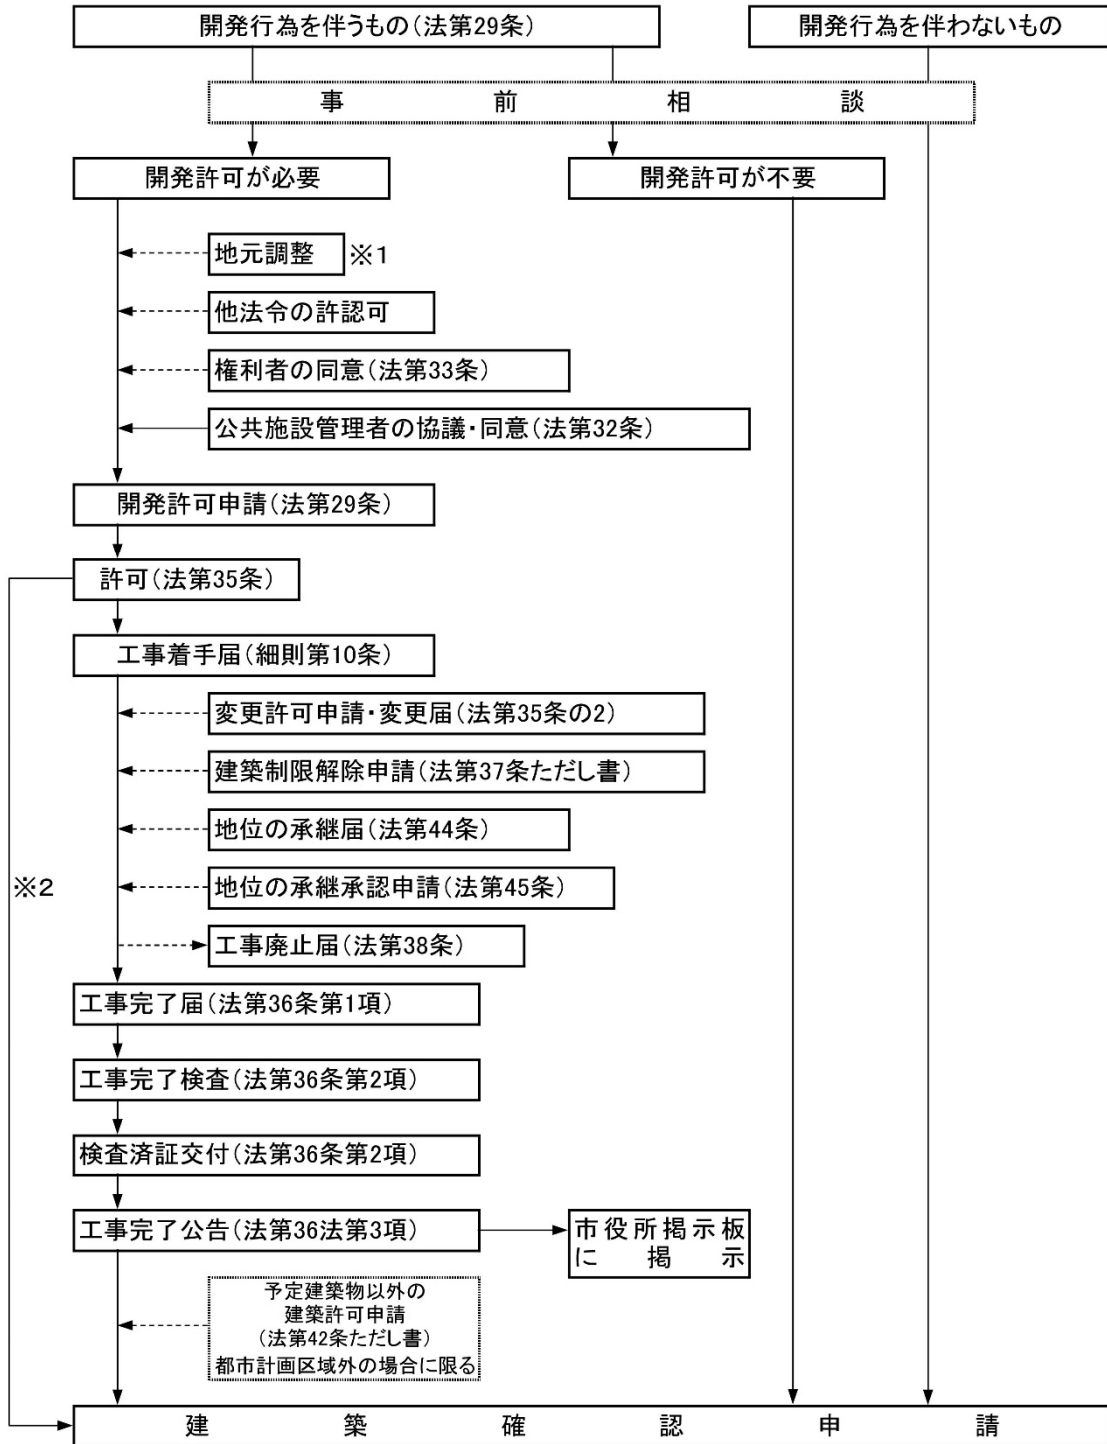 開発行為を伴うもの(法第29条)
開発行為を伴わないもの
事前相談
開発許可が必要
開発許可が不要
地元調整 ※1
他法令の許認可
権利者の同意(法第33条)
公共施設管理者の協議・同意(法第32条)
開発許可申請(法第29条)
許可(法第35条)
工事着手届(細則第10条)
変更許可申請・変更届(法第35条の2)
建築制限解除申請(法第37条ただし書)
地位の承継届(法第44条)
※2
地位の承継承認申請(法第45条)
工事廃止届(法第38条)
工事完了届(法第36条第1項)
工事完了検査(法第36条第2項)
検査済証交付(法第36条第2項)
工事完了公告(法第36法第3項)
市役所掲示板
に掲示
予定建築物以外の
建築許可申請
(法第42条ただし書)
都市計画区域外の場合に限る
建築確認申請